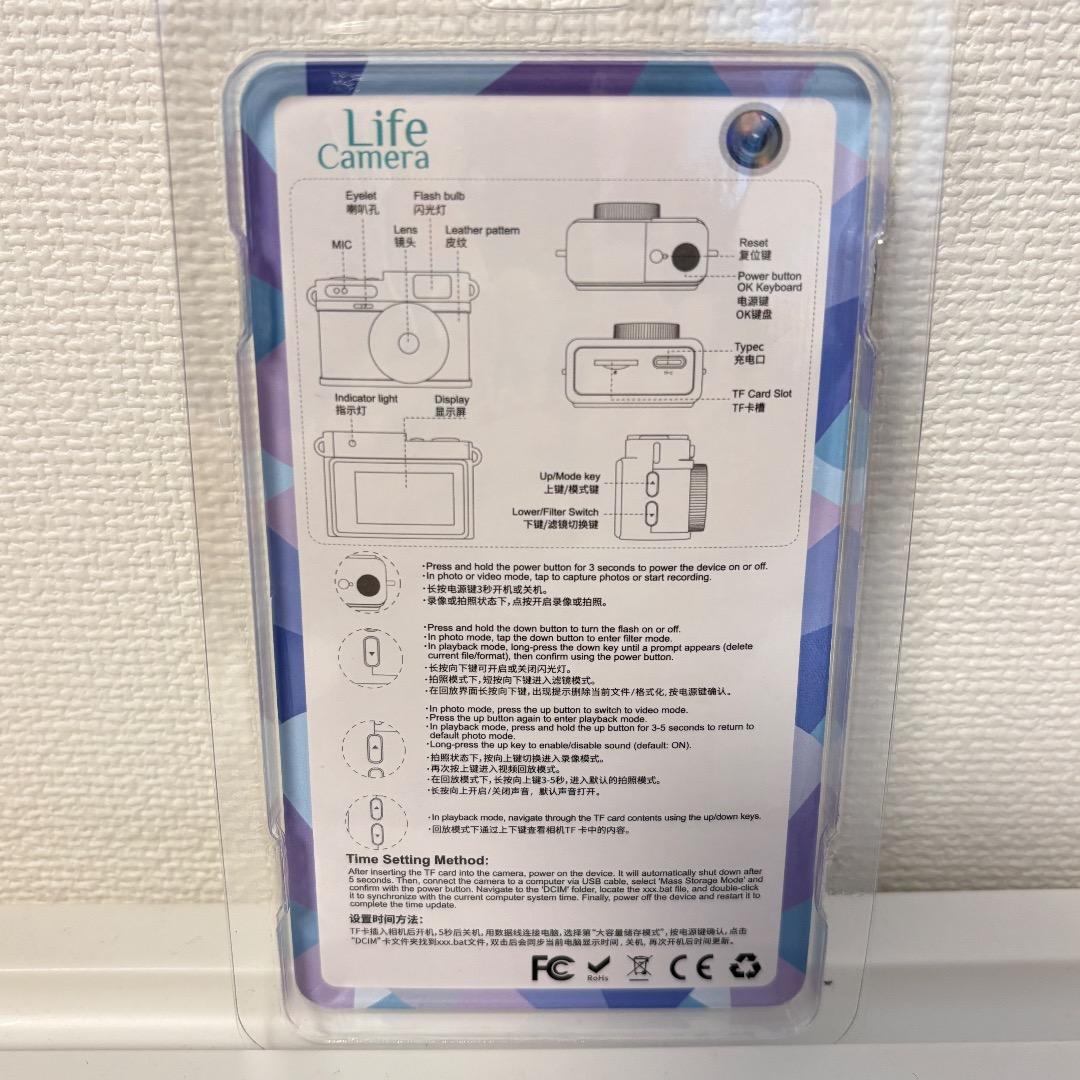 Life
Camera
Eyelet
喇叭孔
Flash bulb
闪光灯
Lens
镜头
Leather pattern
皮纹
MIC
Reset
复位键
Power button
OK Keyboard
电源键
OK键盘
Typec
充电口
TF Card Slot
TF卡槽
Indicator light
指示灯
Display
显示屏
Up/Mode key
上键/模式键
Lower/Filter Switch
下键/滤镜切换键
·Press and hold the power button for 3 seconds to power the device on or off.
·In photo or video mode, tap to capture photos or start recording.
·长按电源键3秒开机或关机。
·录像或拍照状态下,点按开启录像或拍照。
·Press and hold the down button to turn the flash on or off.
·In photo mode, tap the down button to enter filter mode.
·In playback mode, long-press the down key until a prompt appears (delete
current file/format), then confirm using the power button.
·长按向下键可开启或关闭闪光灯。
·拍照模式下,短按向下键进入滤镜模式。
·在回放界面长按向下键,出现提示删除当前文件/格式化,按电源键确认。
·In photo mode, press the up button to switch to video mode.
·Press the up button again to enter playback mode.
·In playback mode, press and hold the up button for 3-5 seconds to return to
default photo mode.
·Long-press the up key to enable/disable sound (default: ON).
·拍照状态下,按向上键切换进入录像模式。
·再次按上键进入视频回放模式。
·在回放模式下,长按向上键3-5秒,进入默认的拍照模式。
·长按向上开启/关闭声音,默认声音打开。
·In playback mode, navigate through the TF card contents using the up/down keys.
·回放模式下通过上下键查看相机TF卡中的内容。
Time Setting Method:
After inserting the TF card into the camera, power on the device. It will automatically shut down after
5 seconds. Then, connect the camera to a computer via USB cable, select 'Mass Storage Mode' and
confirm with the power button. Navigate to the 'DCIM' folder, locate the xxx.bat file, and double-click
it to synchronize with the current computer system time. Finally, power off the device and restart it to
complete the time update.
设置时间方法:
TF卡插入相机后开机,5秒后关机,用数据线连接电脑,选择第“大容量储存模式”,按电源键确认,点击
“DCIM”卡文件夹找到xxx.bat文件,双击后会同步当前电脑显示时间,关机,再次开机后时间更新。
FC
RoHs
CE